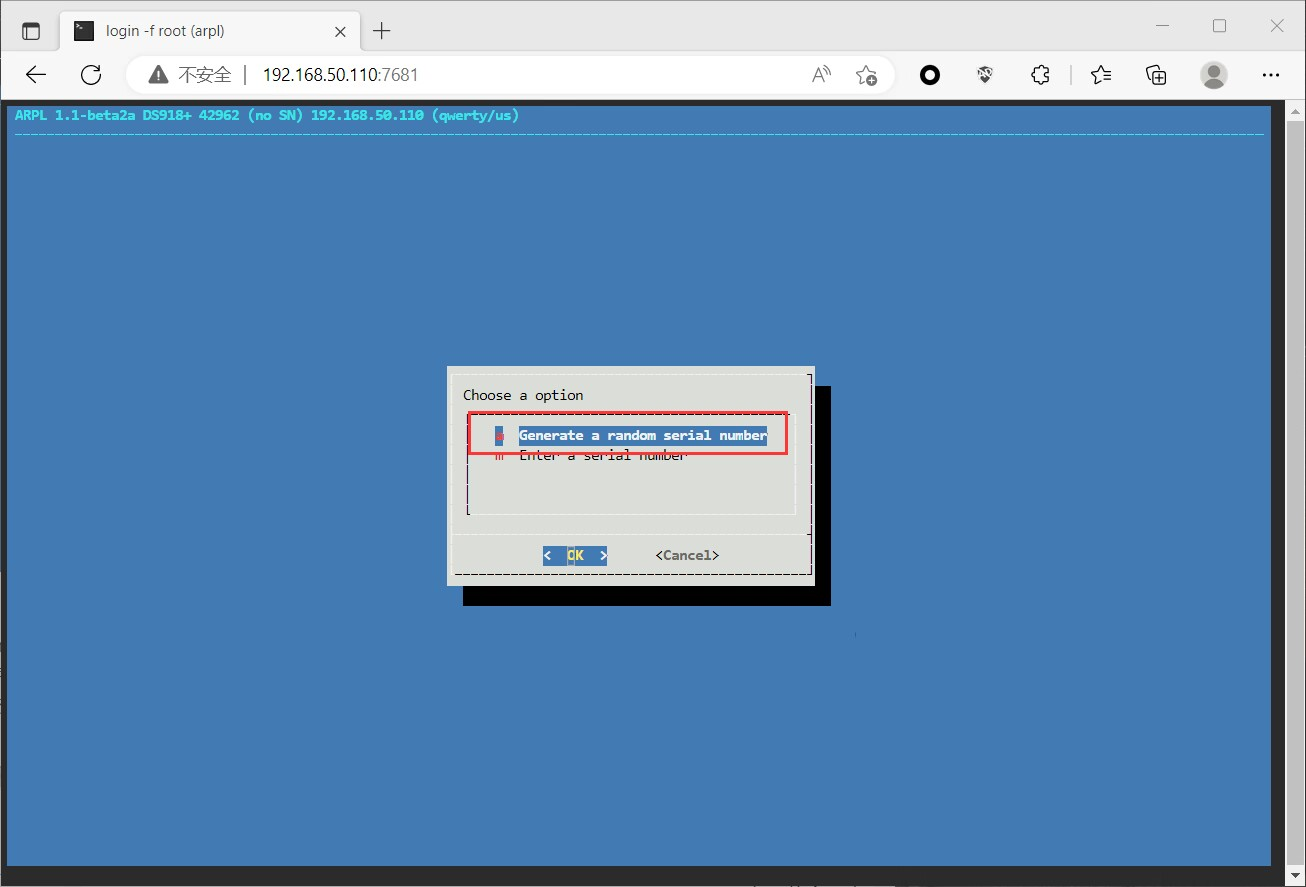 login -f root (arpl)
不安全 192.168.50.110:7681
ARPL 1.1-beta2a DS918+ 42962 (no SN) 192.168.50.110 (qwerty/us)
Choose a option
a Generate a random serial number
m Enter a serial number
< OK > <Cancel>